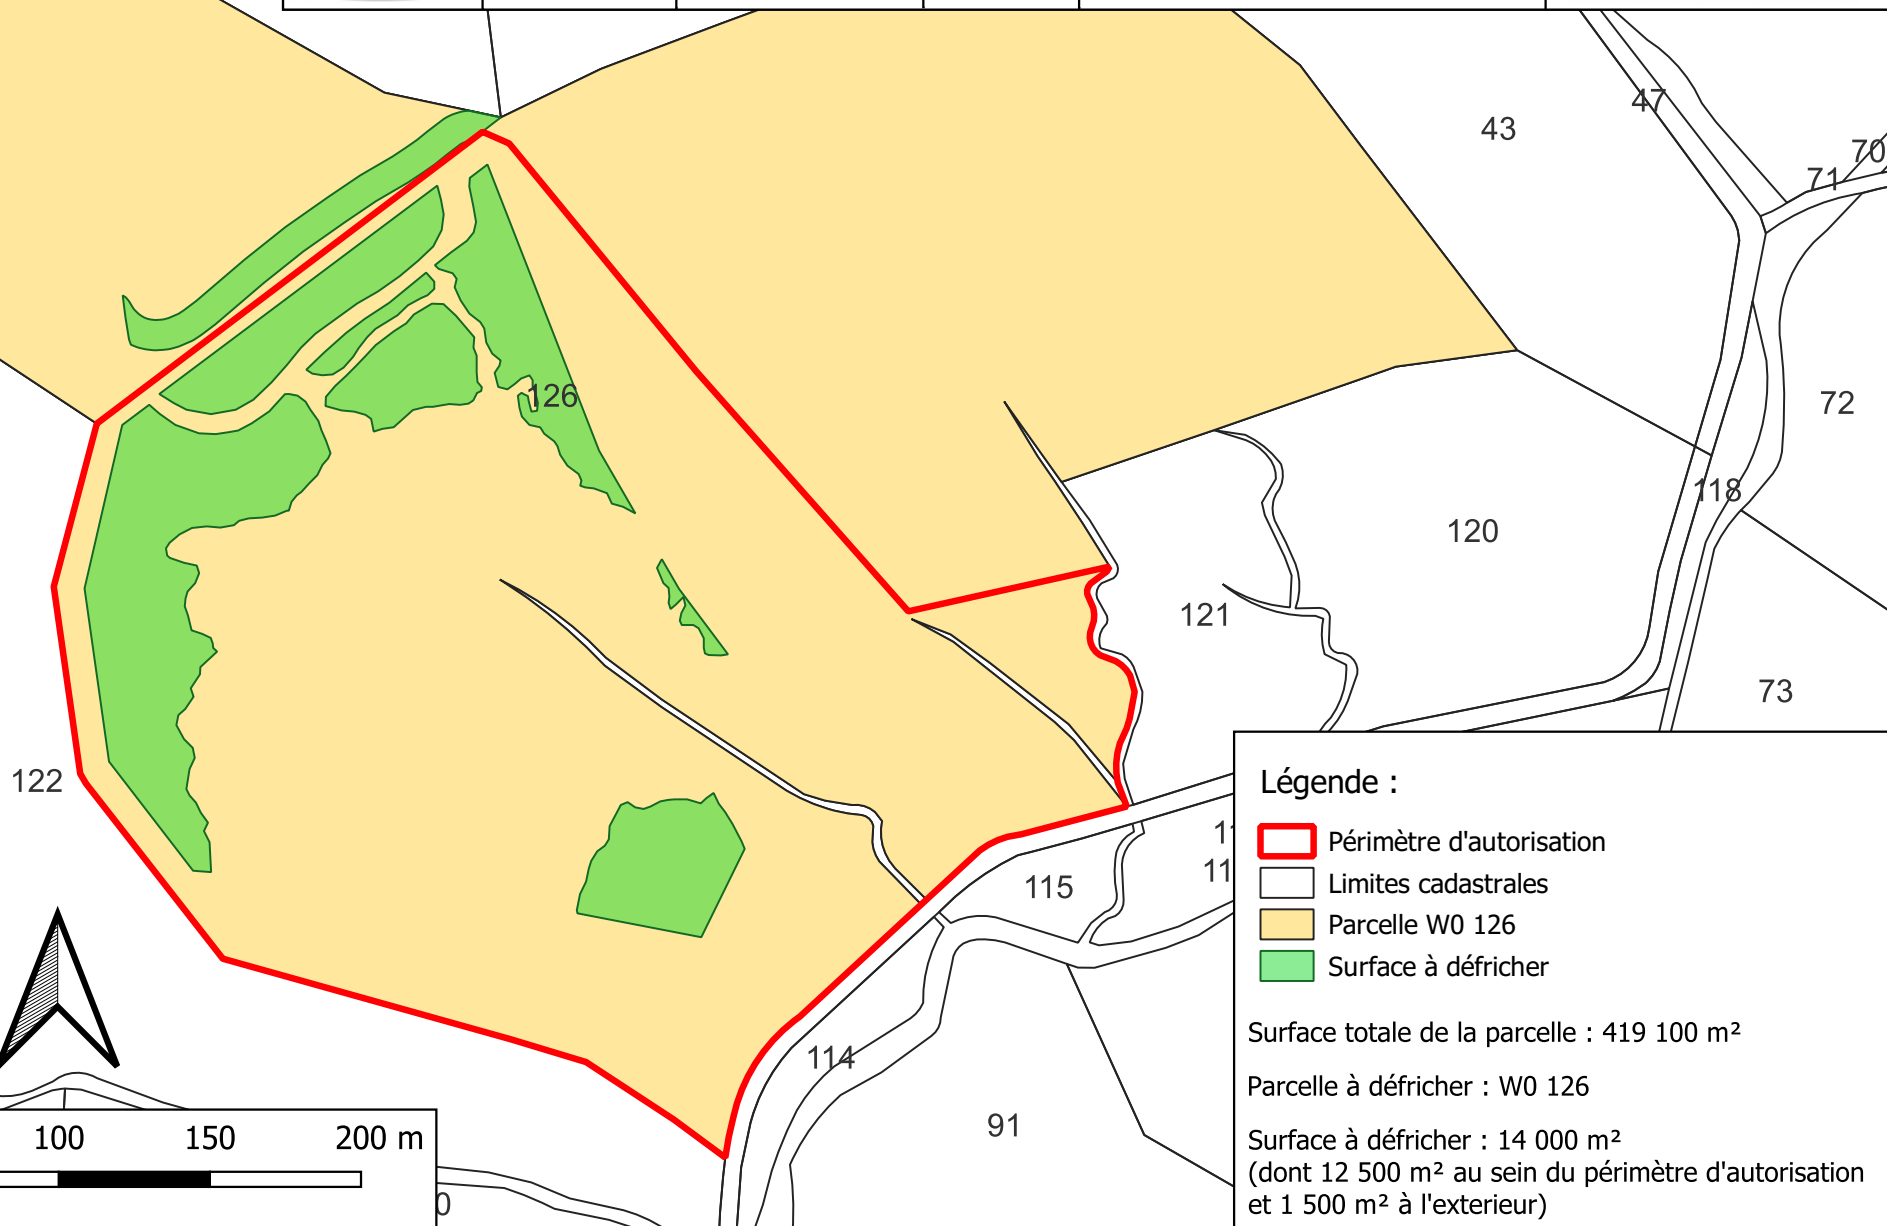 47
43
70
71
126
72
118
120
121
73
122
115
114
91
100 150 200 m
Légende :
Périmètre d'autorisation
Limites cadastrales
Parcelle W0 126
Surface à défricher
Surface totale de la parcelle : 419 100 m²
Parcelle à défricher : W0 126
Surface à défricher : 14 000 m²
(dont 12 500 m² au sein du périmètre d'autorisation
et 1 500 m² à l'exterieur)